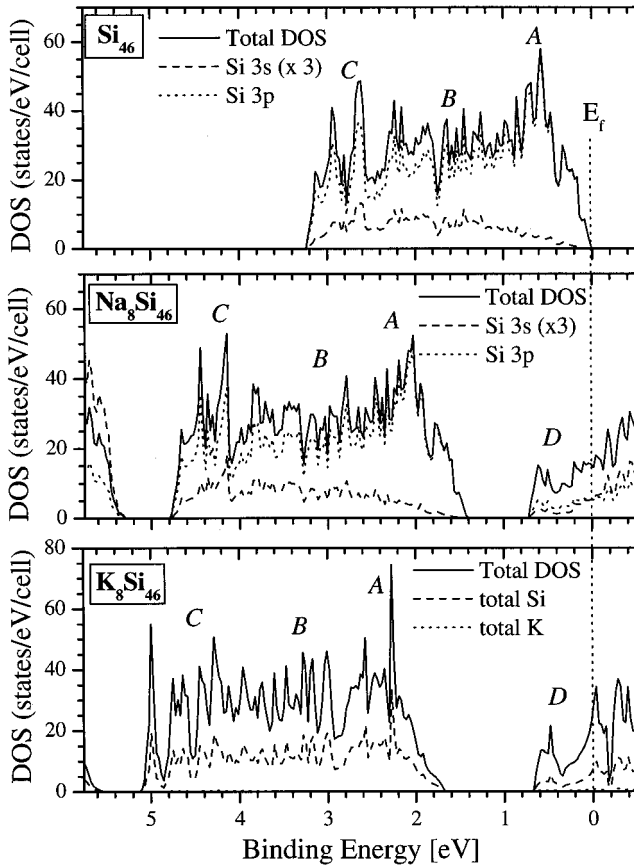 Si46
Total DOS
Si 3s (x 3)
Si 3p
A
B
C
Ef
DOS (states/eV/cell)
60
40
20
0
Na8Si46
Total DOS
Si 3s (x3)
Si 3p
C
B
A
D
DOS (states/eV/cell)
60
40
20
0
K8Si46
Total DOS
total Si
total K
C
B
A
D
DOS (states/eV/cell)
80
60
40
20
0
5 4 3 2 1 0
Binding Energy [eV]